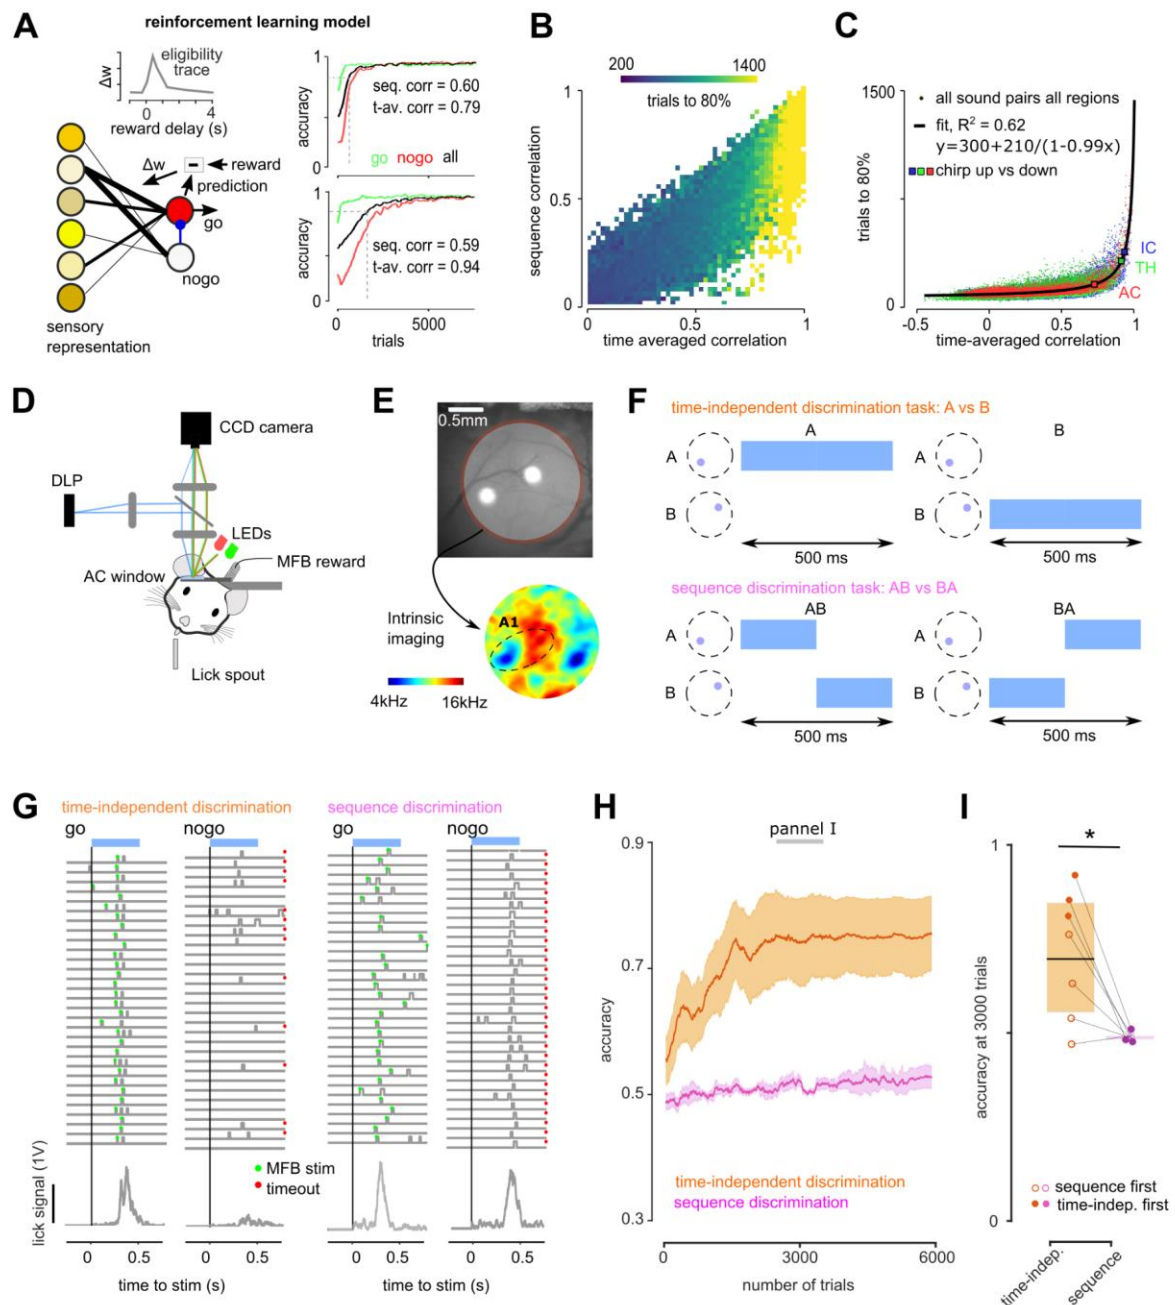 A
reinforcement learning model
Δw
eligibility
trace
0
4
reward delay (s)
Δw
reward
prediction
go
nogo
sensory
representation
1
accuracy
0
seq. corr = 0.60
t-av. corr = 0.79
go nogo all
1
accuracy
0
seq. corr = 0.59
t-av. corr = 0.94
0
5000
trials
B
200
1400
trials to 80%
1
0.5
0
sequence correlation
0
0.5
1
time averaged correlation
C
1500
trials to 80%
0
all sound pairs all regions
fit, R² = 0.62
y=300+210/(1-0.99x)
chirp up vs down
IC
TH
AC
-0.5
0
0.5
1
time-averaged correlation
D
CCD camera
DLP
LEDs
MFB reward
AC window
Lick spout
E
0.5mm
Intrinsic
imaging
A1
4kHz
16kHz
F
time-independent discrimination task: A vs B
A
B
A
A
B
B
500 ms
500 ms
sequence discrimination task: AB vs BA
AB
BA
A
A
B
B
500 ms
500 ms
G
time-independent discrimination
sequence discrimination
go
nogo
go
nogo
MFB stim
timeout
lick signal (1V)
0
0.5
0
0.5
0
0.5
0
0.5
time to stim (s)
time to stim (s)
H
pannel I
0.9
0.7
0.5
0.3
accuracy
time-independent discrimination
sequence discrimination
0
3000
6000
number of trials
I
*
1
0
0
accuracy at 3000 trials
sequence first
time-indep. first
time-indep.
sequence